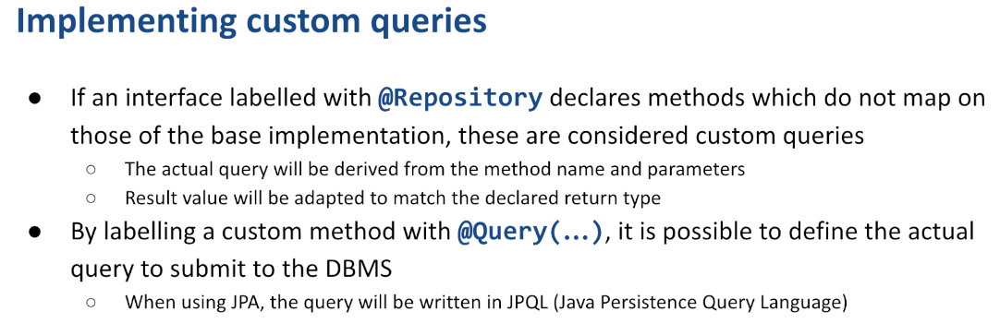 Implementing custom queries
● If an interface labelled with @Repository declares methods which do not map on
those of the base implementation, these are considered custom queries
○ The actual query will be derived from the method name and parameters
○ Result value will be adapted to match the declared return type
● By labelling a custom method with @Query(...), it is possible to define the actual
query to submit to the DBMS
○ When using JPA, the query will be written in JPQL (Java Persistence Query Language)